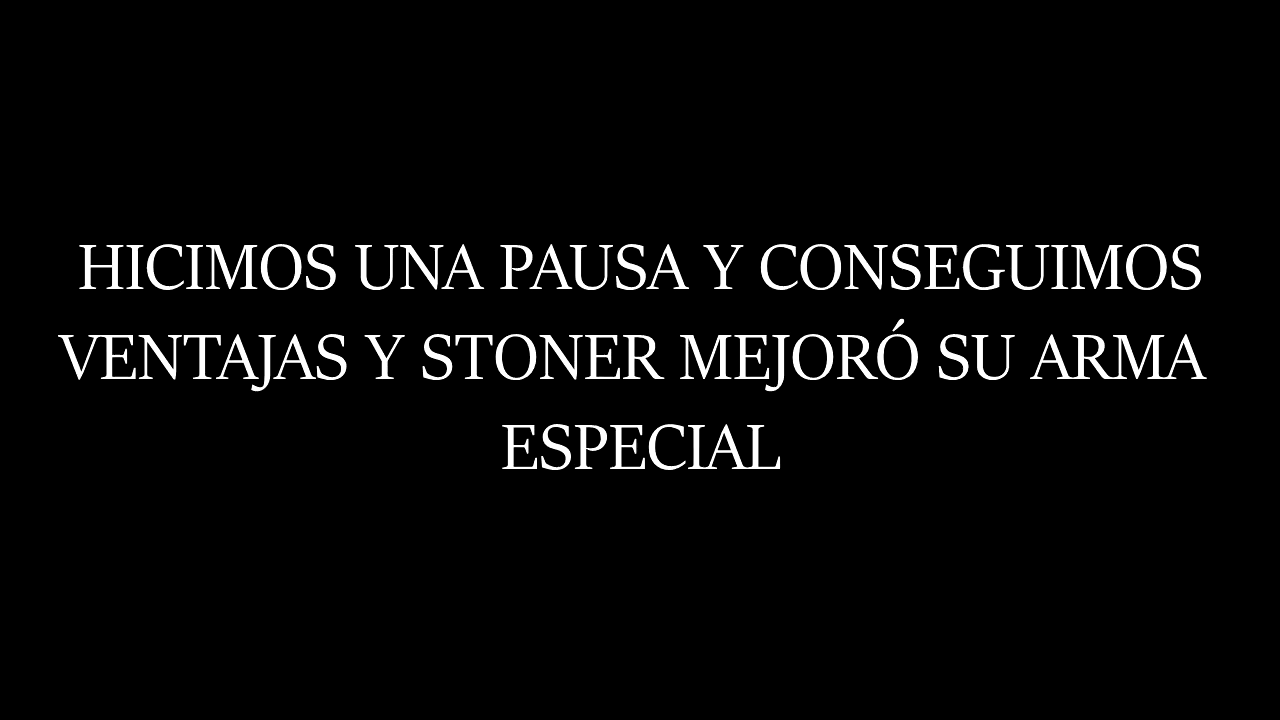 HICIMOS UNA PAUSA Y CONSEGUIMOS
VENTAJAS Y STONER MEJORÓ SU ARMA
ESPECIAL